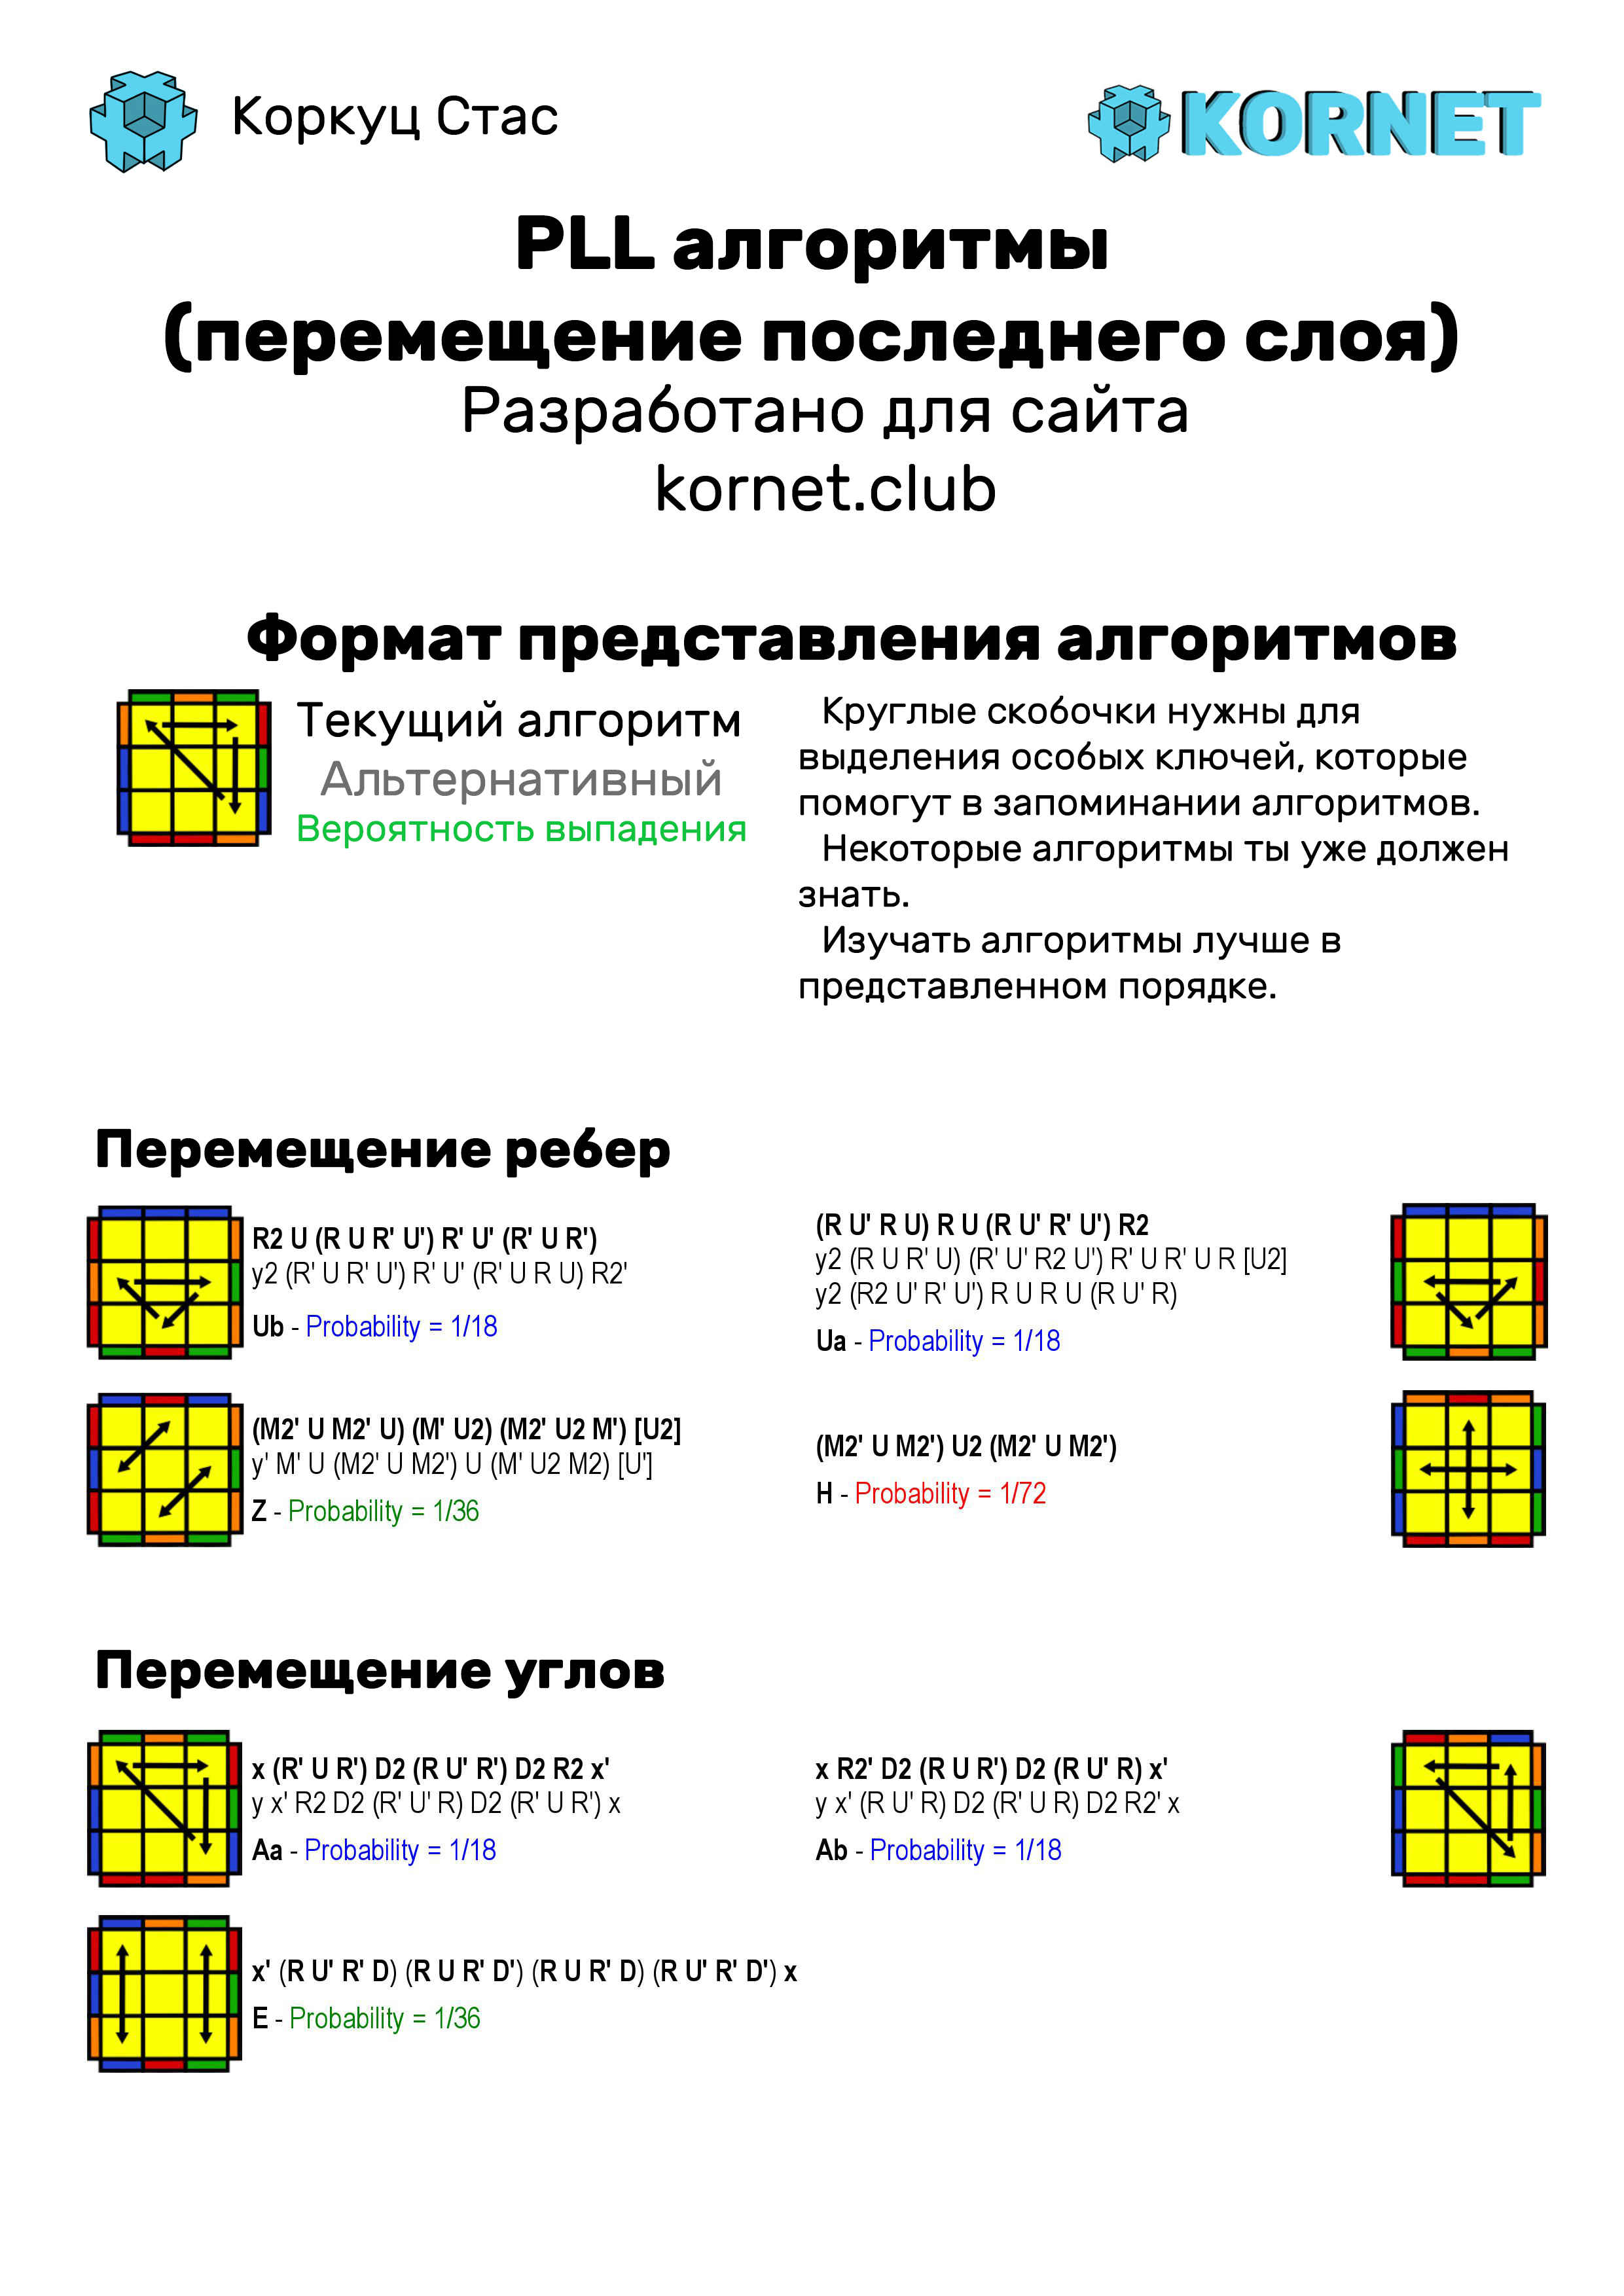 Коркуц Стас
KORNET
PLL алгоритмы
(перемещение последнего слоя)
Разработано для сайта
kornet.club
Формат представления алгоритмов
Текущий алгоритм
Альтернативный
Вероятность выпадения
Круглые скобочки нужны для
выделения особых ключей, которые
помогут в запоминании алгоритмов.
Некоторые алгоритмы ты уже должен
знать.
Изучать алгоритмы лучше в
представленном порядке.
Перемещение ребер
R2 U (R U R' U') R' U' (R' U R')
y2 (R' U R' U') R' U' (R' U R U) R2'
Ub - Probability = 1/18
(R U' R U) R U (R U' R' U') R2
y2 (R U R' U) (R' U' R2 U') R' U R' U R [U2]
y2 (R2 U' R' U') R U R U (R U' R)
Ua - Probability = 1/18
(M2' U M2' U) (M' U2) (M2' U2 M') [U2]
y' M' U (M2' U M2') U (M' U2 M2) [U']
Z - Probability = 1/36
(M2' U M2') U2 (M2' U M2')
H - Probability = 1/72
Перемещение углов
x (R' U R') D2 (R U' R') D2 R2 x'
y x' R2 D2 (R' U' R) D2 (R' U R') x
Aa - Probability = 1/18
x R2' D2 (R U R') D2 (R U' R) x'
y x' (R U' R) D2 (R' U R) D2 R2' x
Ab - Probability = 1/18
x' (R U' R' D) (R U R' D') (R U R' D) (R U' R' D') x
E - Probability = 1/36